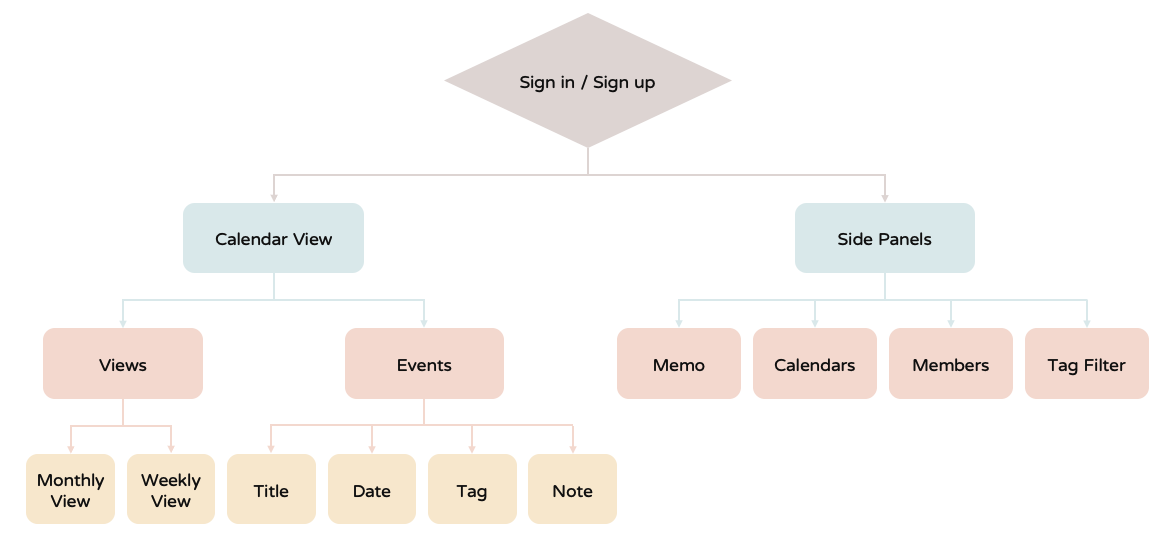 Sign in / Sign up
Calendar View
Side Panels
Views
Events
Memo
Calendars
Members
Tag Filter
Monthly
View
Weekly
View
Title
Date
Tag
Note